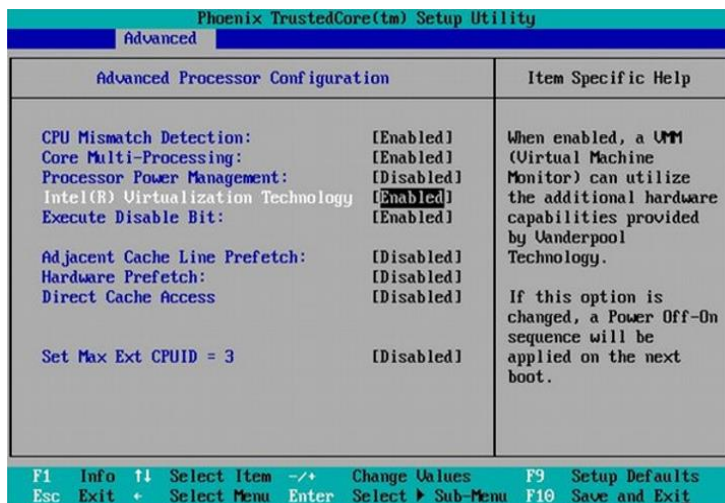 Phoenix TrustedCore(tm) Setup Utility
Advanced
Advanced Processor Configuration
Item Specific Help
CPU Mismatch Detection: [Enabled]
Core Multi-Processing: [Enabled]
Processor Power Management: [Disabled]
Intel(R) Virtualization Technology [Enabled]
Execute Disable Bit: [Enabled]
Adjacent Cache Line Prefetch: [Disabled]
Hardware Prefetch: [Disabled]
Direct Cache Access [Disabled]
Set Max Ext CPUID = 3 [Disabled]
When enabled, a VMM
(Virtual Machine
Monitor) can utilize
the additional hardware
capabilities provided
by Vanderpool
Technology.
If this option is
changed, a Power Off-On
sequence will be
applied on the next
boot.
F1 Info ↑↓ Select Item -/+ Change Values F9 Setup Defaults
Esc Exit ← Select Menu Enter Select ▶ Sub-Menu F10 Save and Exit